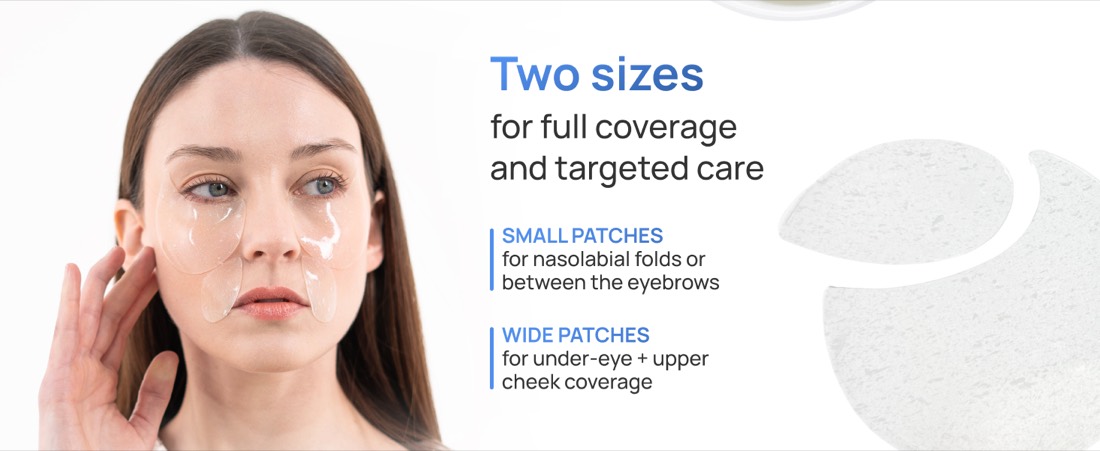 Two sizes
for full coverage
and targeted care
SMALL PATCHES
for nasolabial folds or
between the eyebrows
WIDE PATCHES
for under-eye + upper
cheek coverage